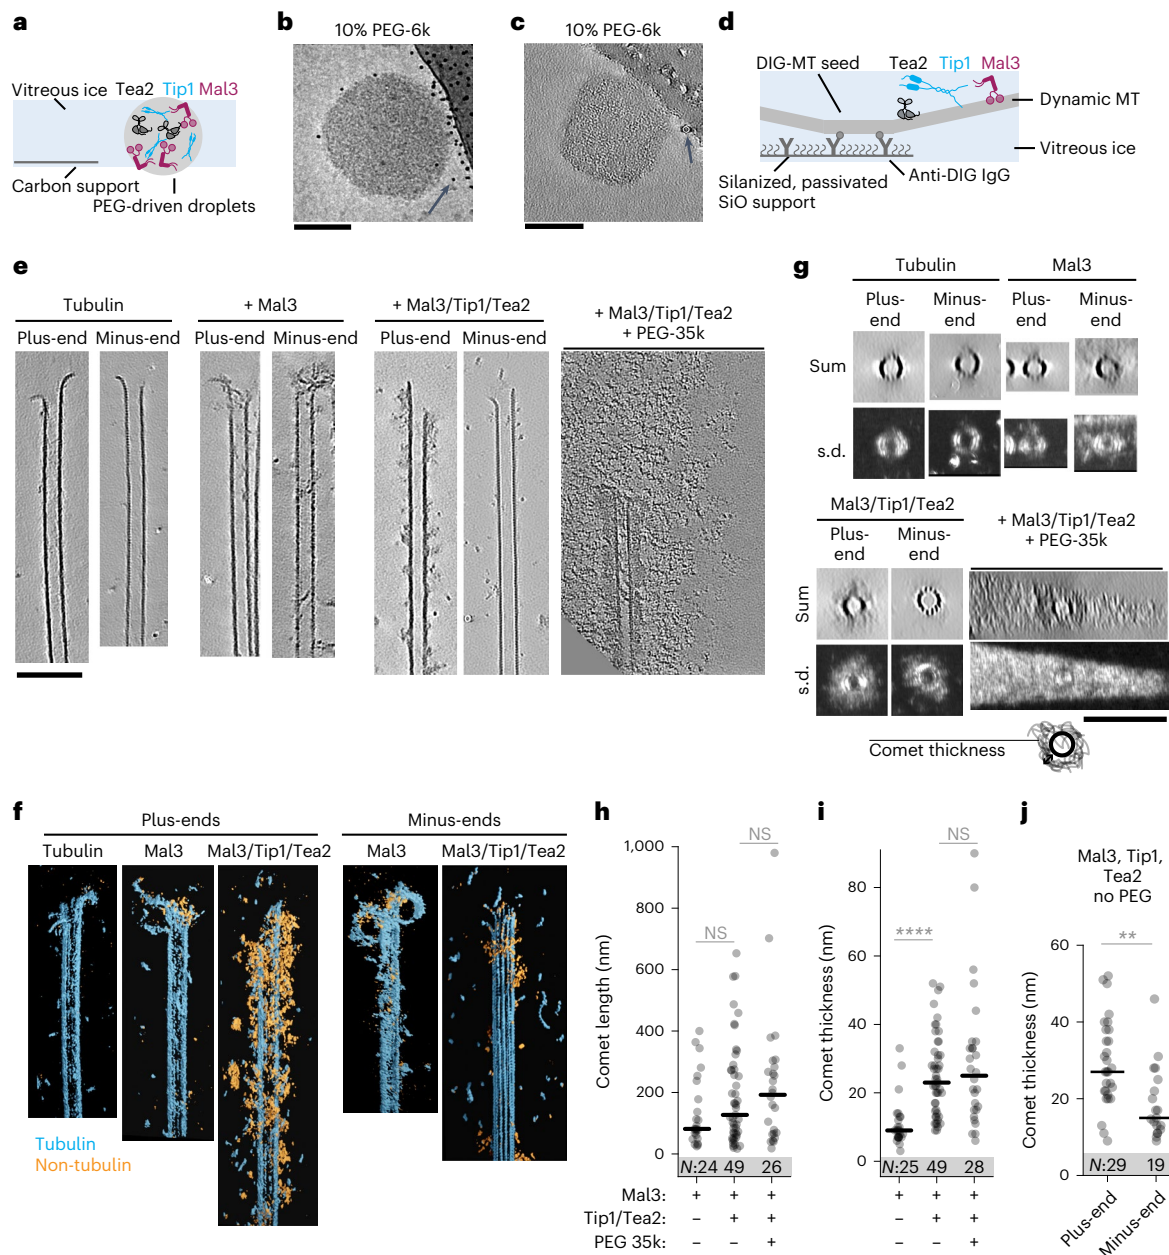 a
Vitreous ice Tea2 Tip1 Mal3
Carbon support
PEG-driven droplets
b
10% PEG-6k
c
10% PEG-6k
d
DIG-MT seed
Tea2 Tip1 Mal3
Dynamic MT
Vitreous ice
Anti-DIG IgG
Silanized, passivated
SiO support
e
Tubulin
Plus-end Minus-end
+ Mal3
Plus-end Minus-end
+ Mal3/Tip1/Tea2
Plus-end Minus-end
+ Mal3/Tip1/Tea2
+ PEG-35k
g
Tubulin Mal3
Plus-
end
Minus-
end
Plus-
end
Minus-
end
Sum
s.d.
Mal3/Tip1/Tea2
Plus-
end
Minus-
end
+ Mal3/Tip1/Tea2
+ PEG-35k
Sum
s.d.
Comet thickness
f
Plus-ends Minus-ends
Tubulin Mal3 Mal3/Tip1/Tea2 Mal3 Mal3/Tip1/Tea2
Tubulin
Non-tubulin
h
Comet length (nm)
1,000
800
600
400
200
0
NS
NS
N:24 49 26
Mal3: + + +
Tip1/Tea2: – + +
PEG 35k: – – +
i
Comet thickness (nm)
80
60
40
20
0
NS
****
N:25 49 28
+ + +
– + +
– – +
j
Mal3, Tip1,
Tea2
no PEG
Comet thickness (nm)
60
40
20
0
**
N:29 19
Plus-end
Minus-end